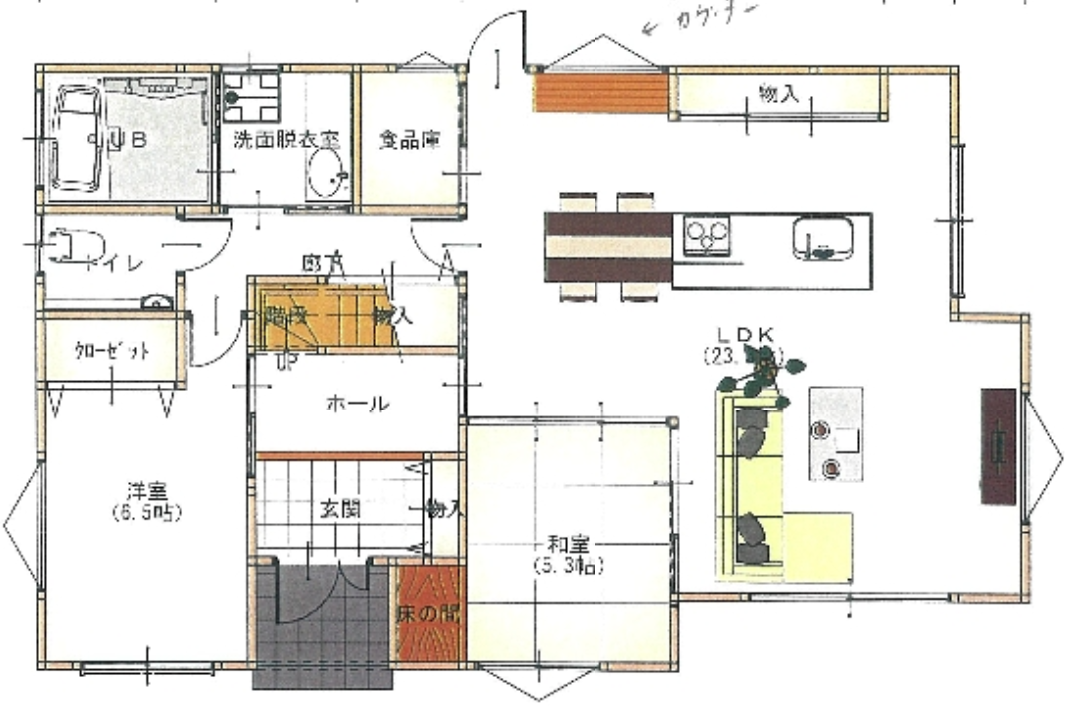 カウンター
物入
UB
洗面脱衣室
食品庫
トイレ
廊下
階段
物入
UP
クローゼット
LDK
ホール
洋室
(6.5帖)
玄関
物入
和室
(5.3帖)
床の間